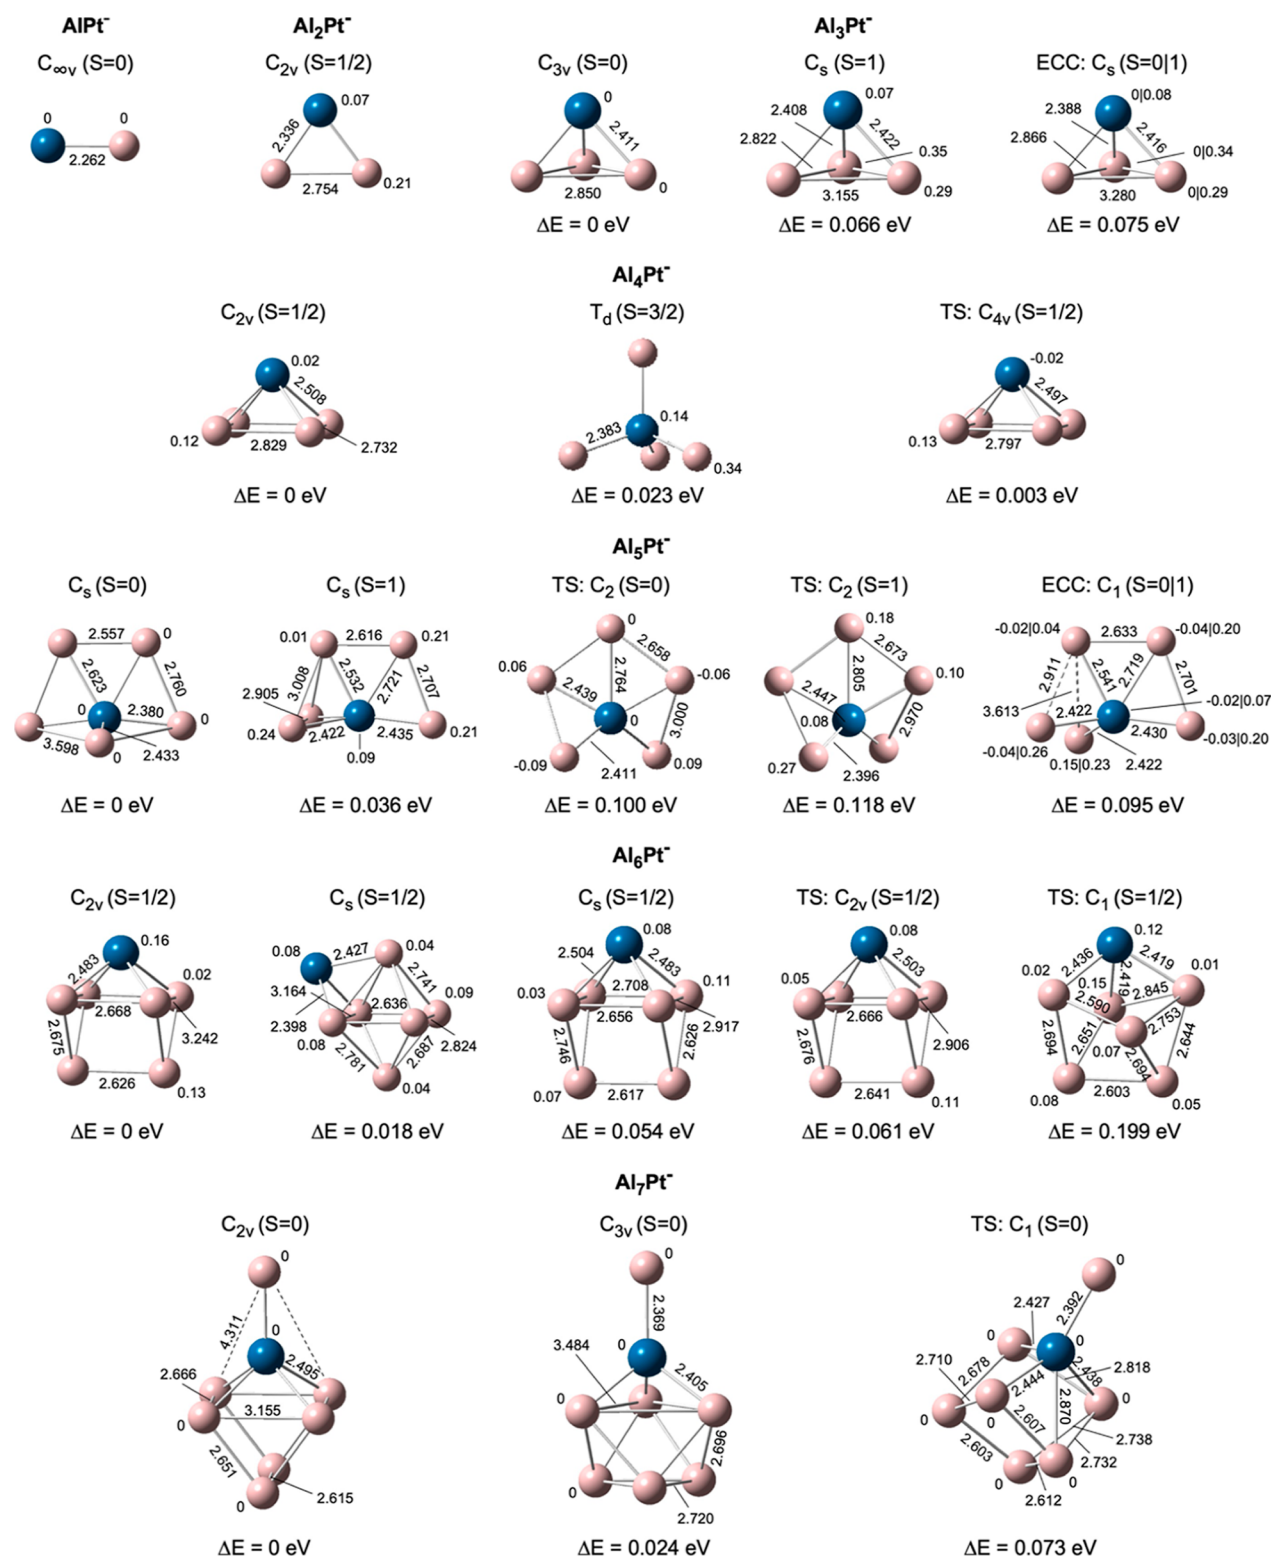 AlPt⁻ Al₂Pt⁻ Al₃Pt⁻
C∞v (S=0) C₂ᵥ (S=1/2) C₃ᵥ (S=0) Cₛ (S=1) ECC: Cₛ (S=0|1)
0 0 2.262
0.07 2.336 2.754 0.21
0 2.411 2.850 0
0.07 2.408 2.822 2.422 0.35 3.155 0.29
0|0.08 2.388 2.866 2.416 0|0.34 3.280 0|0.29
ΔE = 0 eV ΔE = 0.066 eV ΔE = 0.075 eV
Al₄Pt⁻
C₂ᵥ (S=1/2) T_d (S=3/2) TS: C₄ᵥ (S=1/2)
0.02 2.508 0.12 2.829 2.732
0.14 2.383 0.34
-0.02 2.497 0.13 2.797
ΔE = 0 eV ΔE = 0.023 eV ΔE = 0.003 eV
Al₅Pt⁻
Cₛ (S=0) Cₛ (S=1) TS: C₂ (S=0) TS: C₂ (S=1) ECC: C₁ (S=0|1)
2.557 0 2.623 2.760 0 2.380 0 3.598 0 2.433
0.01 2.616 0.21 3.008 2.532 2.721 2.707 2.905 0.24 2.422 2.435 0.21 0.09
0 2.658 0.06 2.764 -0.06 2.439 0 3.000 -0.09 2.411 0.09
0.18 2.673 2.805 0.10 2.447 0.08 2.970 0.27 2.396
-0.02|0.04 2.633 -0.04|0.20 2.911 2.541 2.719 2.701 -0.02|0.07 3.613 2.422 2.430 -0.04|0.26 0.15|0.23 2.422 -0.03|0.20
ΔE = 0 eV ΔE = 0.036 eV ΔE = 0.100 eV ΔE = 0.118 eV ΔE = 0.095 eV
Al₆Pt⁻
C₂ᵥ (S=1/2) Cₛ (S=1/2) Cₛ (S=1/2) TS: C₂ᵥ (S=1/2) TS: C₁ (S=1/2)
0.16 2.483 0.02 2.668 2.675 3.242 2.626 0.13
0.08 2.427 0.04 2.741 3.164 2.636 0.09 2.398 0.08 2.824 2.781 2.687 0.04
0.08 2.504 2.483 0.11 2.708 0.03 2.656 2.917 2.746 2.626 0.07 2.617
0.08 2.503 0.05 2.666 2.676 2.906 2.641 0.11
0.12 2.436 2.419 2.419 0.02 0.15 0.01 2.590 2.845 2.753 2.694 2.651 2.644 0.07 2.694 0.08 2.603 0.05
ΔE = 0 eV ΔE = 0.018 eV ΔE = 0.054 eV ΔE = 0.061 eV ΔE = 0.199 eV
Al₇Pt⁻
C₂ᵥ (S=0) C₃ᵥ (S=0) TS: C₁ (S=0)
0 4.311 0 2.495 2.666 3.155 0 2.651 2.615 0
0 2.369 0 3.484 2.405 0 2.696 0 2.720
0 2.392 2.427 0 0 2.710 2.678 2.438 2.818 2.444 0 2.870 0 2.607 2.738 2.603 2.732 0 2.612
ΔE = 0 eV ΔE = 0.024 eV ΔE = 0.073 eV